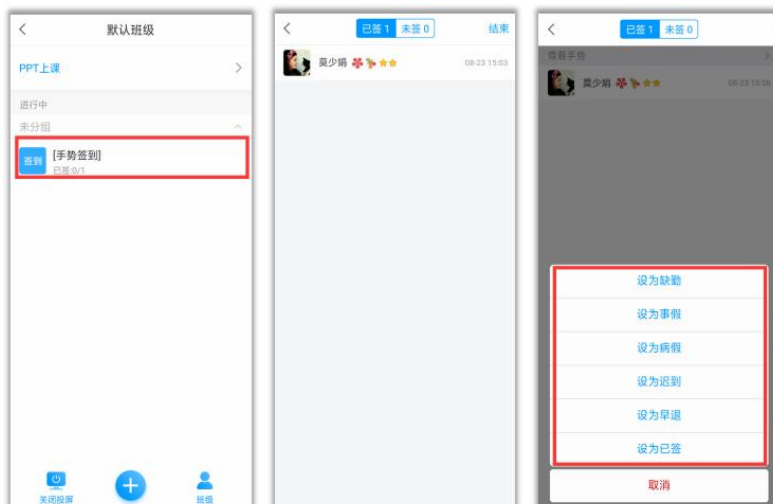 默认班级
PPT上课
进行中
未分组
签到
[手势签到]
已签:0/1
关闭投屏
班级
已签 1
未签 0
结束
莫少娟
08-23 15:03
已签 1
未签 0
查看手势
莫少娟
08-23 15:06
设为缺勤
设为事假
设为病假
设为迟到
设为早退
设为已签
取消